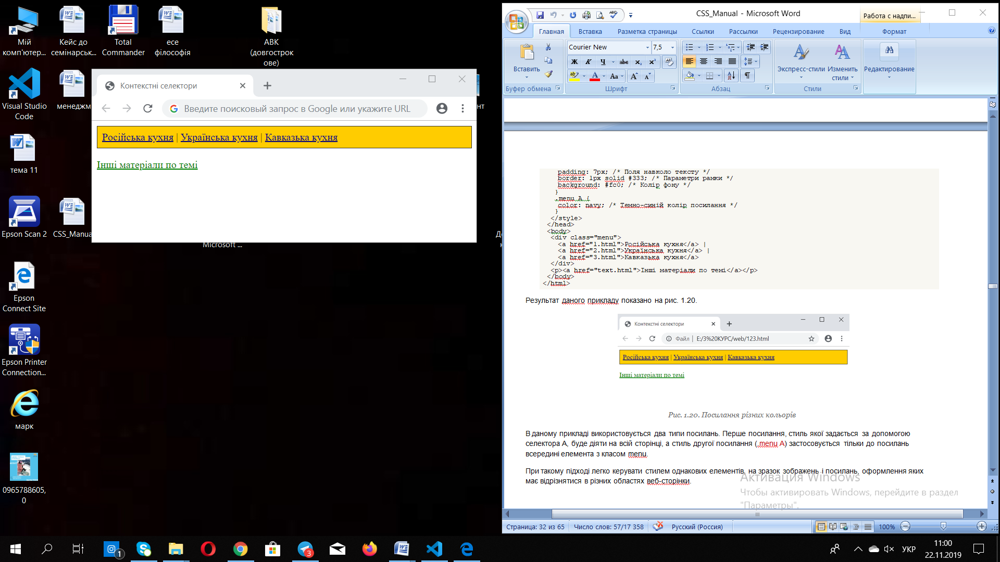 Мій комп'ютер...
Кейс до семінарськ...
Total Commander
есе філософія
АВК (довгострокове)
Visual Studio Code
менеджм
нт
тема 11
Epson Scan 2
CSS_Manua
Microsoft ...
Epson Connect Site
Epson Printer Connection...
марк
0965788605,0
Контекстні селектори
Введите поисковый запрос в Google или укажите URL
Російська кухня | Українська кухня | Кавказька кухня
Інші матеріали по темі
CSS_Manual - Microsoft Word
Работа с надпи...
Главная Вставка Разметка страницы Ссылки Рассылки Рецензирование Вид Формат
Courier New 7,5
Вставить
Экспресс-стили
Изменить стили
Редактирование
Буфер обмена Шрифт Абзац Стили
padding: 7px; /* Поля навколо тексту */
border: 1px solid #333; /* Параметри рамки */
background: #fc0; /* Колір фону */
}
.menu A {
color: navy; /* Темно-синій колір посилання */
}
</style>
</head>
<body>
<div class="menu">
<a href="1.html">Російська кухня</a> |
<a href="2.html">Українська кухня</a> |
<a href="3.html">Кавказька кухня</a>
</div>
<p><a href="text.html">Інші матеріали по темі</a></p>
</body>
</html>
Результат даного прикладу показано на рис. 1.20.
Контекстні селектори
Файл | E:/3%20КУРС/web/123.html
Російська кухня | Українська кухня | Кавказька кухня
Інші матеріали по темі
Рис. 1.20. Посилання різних кольорів
В даному прикладі використовується два типи посилань. Перше посилання, стиль якої задається за допомогою
селектора A, буде діяти на всій сторінці, а стиль другої посилання (.menu A) застосовується тільки до посилань
всередині елемента з класом menu.
При такому підході легко керувати стилем однакових елементів, на зразок зображень і посилань, оформлення яких
має відрізнятися в різних областях веб-сторінки.
Активация Windows
Чтобы активировать Windows, перейдите в раздел
"Параметры".
Страница: 32 из 65 Число слов: 57/17 358 Русский (Россия) 100%
1
3
УКР
11:00
22.11.2019